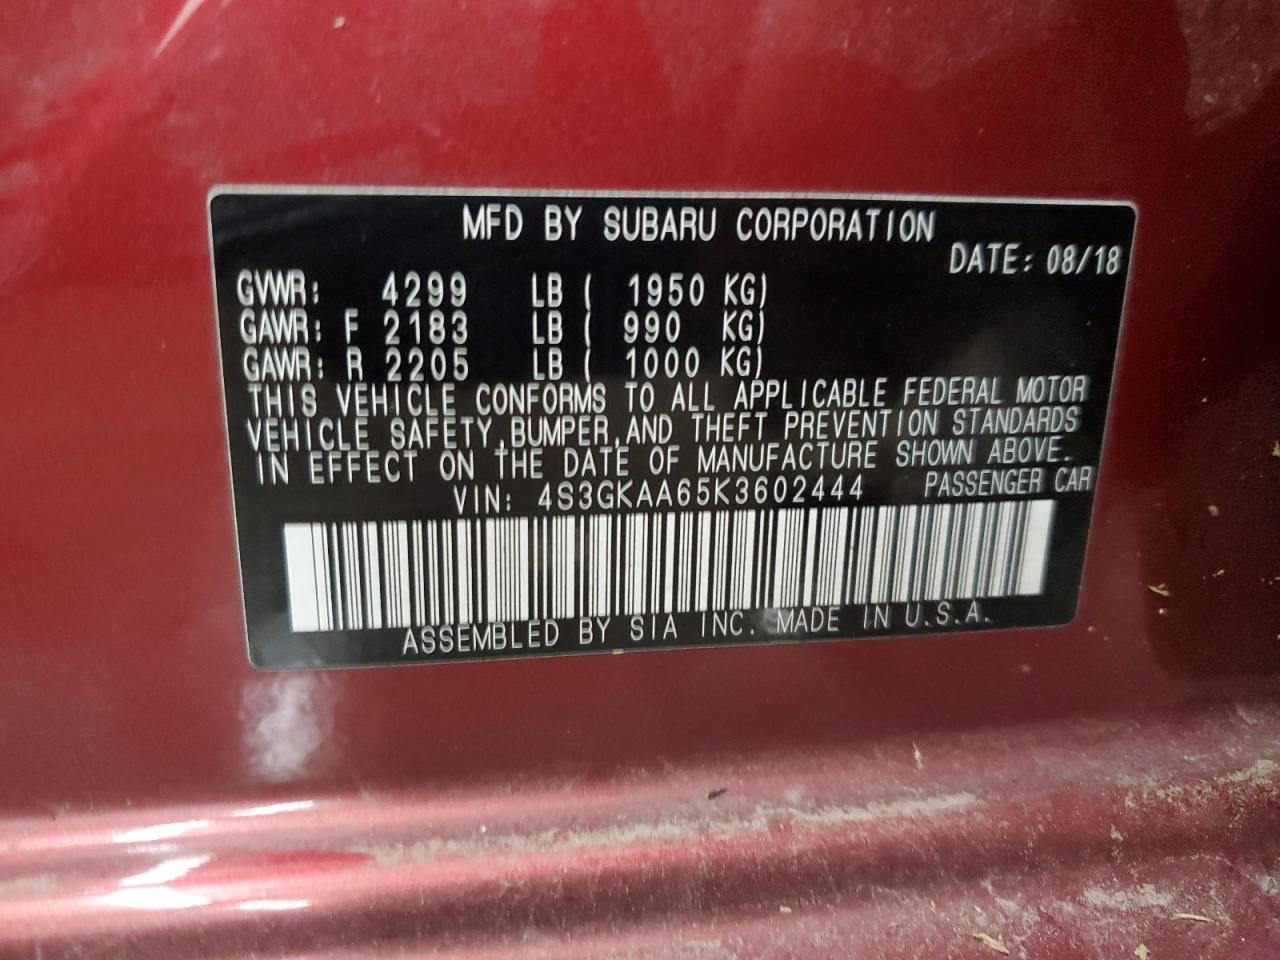 MFD BY SUBARU CORPORATION
DATE: 08/18
GVWR: 4299 LB ( 1950 KG)
GAWR: F 2183 LB ( 990 KG)
GAWR: R 2205 LB ( 1000 KG)
THIS VEHICLE CONFORMS TO ALL APPLICABLE FEDERAL MOTOR
VEHICLE SAFETY,BUMPER,AND THEFT PREVENTION STANDARDS
IN EFFECT ON THE DATE OF MANUFACTURE SHOWN ABOVE.
VIN: 4S3GKAA65K3602444 PASSENGER CAR
ASSEMBLED BY SIA INC. MADE IN U.S.A.